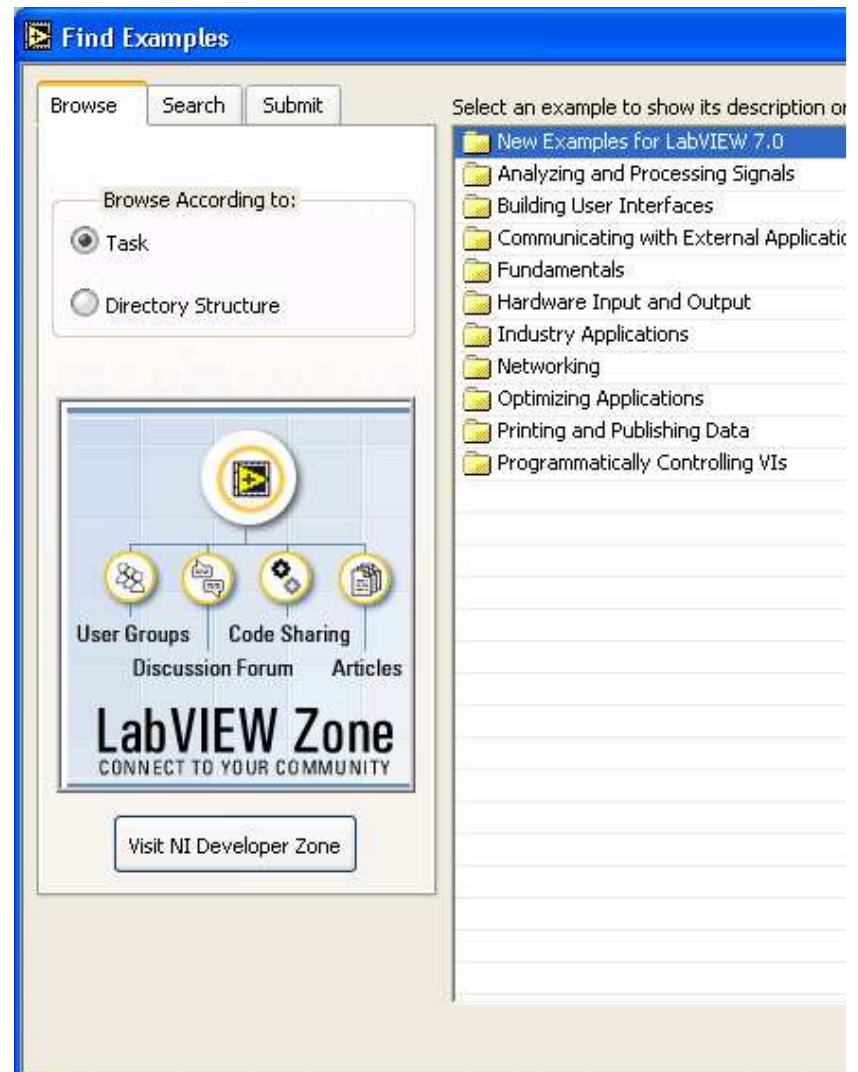 Find Examples
Browse
Search
Submit
Browse According to:
Task
Directory Structure
User Groups
Code Sharing
Discussion Forum
Articles
LabVIEW Zone
CONNECT TO YOUR COMMUNITY
Visit NI Developer Zone
Select an example to show its description or
New Examples for LabVIEW 7.0
Analyzing and Processing Signals
Building User Interfaces
Communicating with External Applicatio
Fundamentals
Hardware Input and Output
Industry Applications
Networking
Optimizing Applications
Printing and Publishing Data
Programmatically Controlling VIs